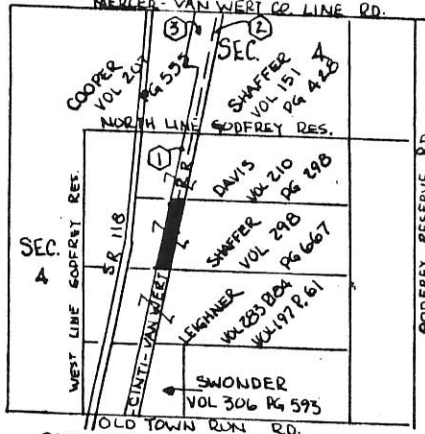 MERCER - VAN WERT CO. LINE RD.
3
2
SEC. 4
COOPER
VOL 207
PG 592
SHAFFER
VOL 151
PG 428
NORTH LINE GODFREY RES.
1
R R
DAVIS
VOL 210
PG 298
SHAFFER
VOL 298
PG 667
SEC.
4
WEST LINE GODFREY RES.
SR 118
LEIGHNER
VOL 283 P.84
VOL 197 P.61
CINTI - VAN WERT
SWONDER
VOL 306 PG 593
GODFREY RESERVE RD.
OLD TOWN RUN RD.